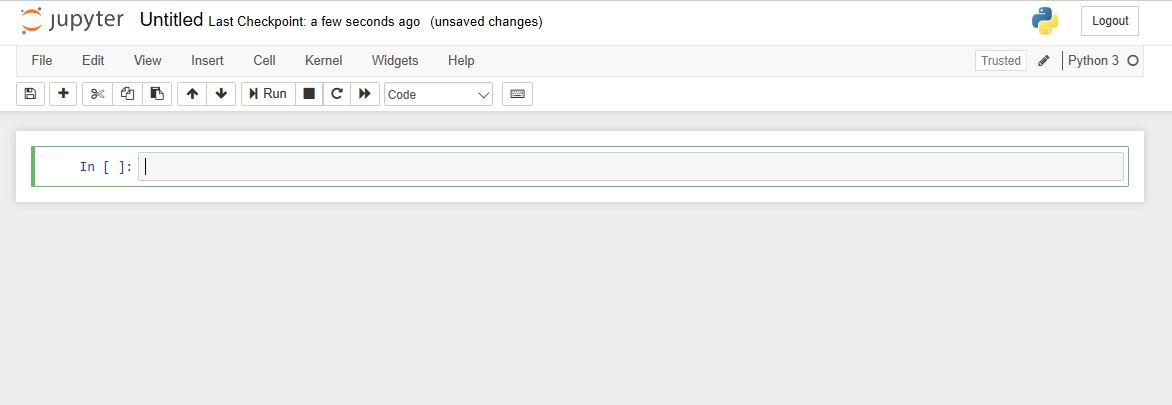 jupyter Untitled Last Checkpoint: a few seconds ago (unsaved changes) Logout
File Edit View Insert Cell Kernel Widgets Help Trusted Python 3
Run Code
In [ ]: